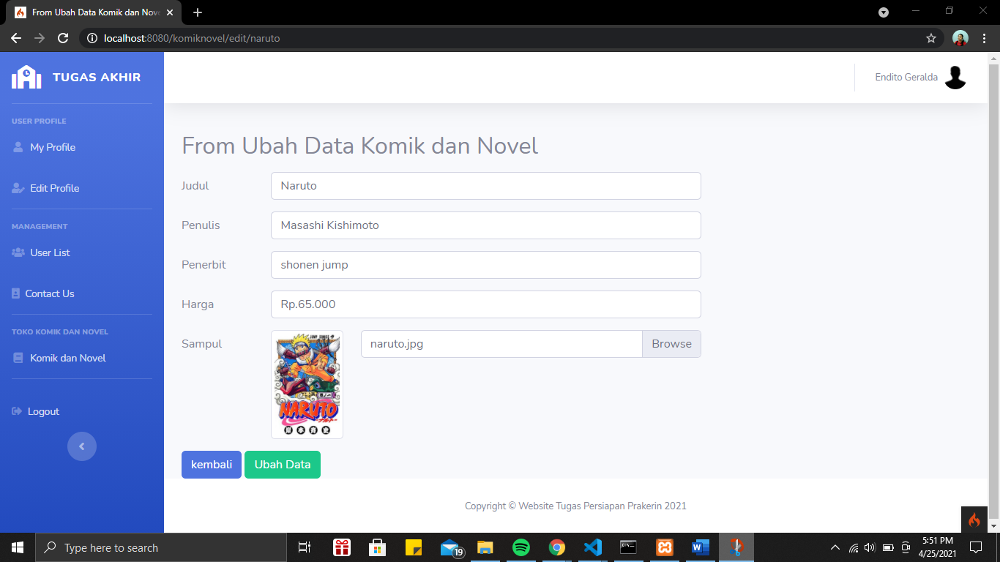 From Ubah Data Komik dan Nov
localhost:8080/komiknovel/edit/naruto
TUGAS AKHIR
Endito Geralda
USER PROFILE
My Profile
Edit Profile
MANAGEMENT
User List
Contact Us
TOKO KOMIK DAN NOVEL
Komik dan Novel
Logout
From Ubah Data Komik dan Novel
Judul Naruto
Penulis Masashi Kishimoto
Penerbit shonen jump
Harga Rp.65.000
Sampul naruto.jpg Browse
JUMP COMICS
NARUTO
kembali Ubah Data
Copyright © Website Tugas Persiapan Prakerin 2021
Type here to search
19
5:51 PM
4/25/2021